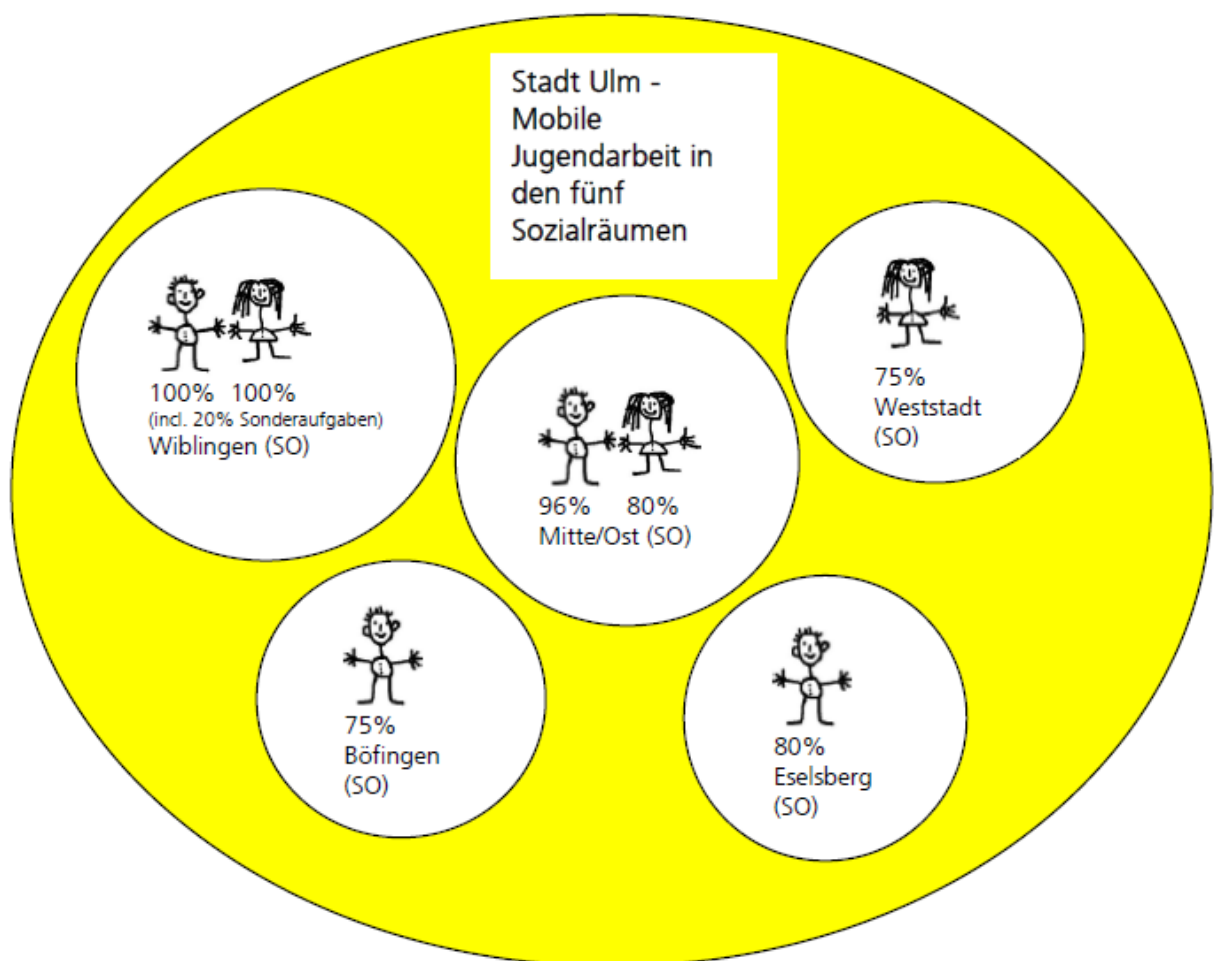 Stadt Ulm -
Mobile
Jugendarbeit in
den fünf
Sozialräumen
100% 100%
(incl. 20% Sonderaufgaben)
Wiblingen (SO)
96% 80%
Mitte/Ost (SO)
75%
Weststadt
(SO)
75%
Böfingen
(SO)
80%
Eselsberg
(SO)